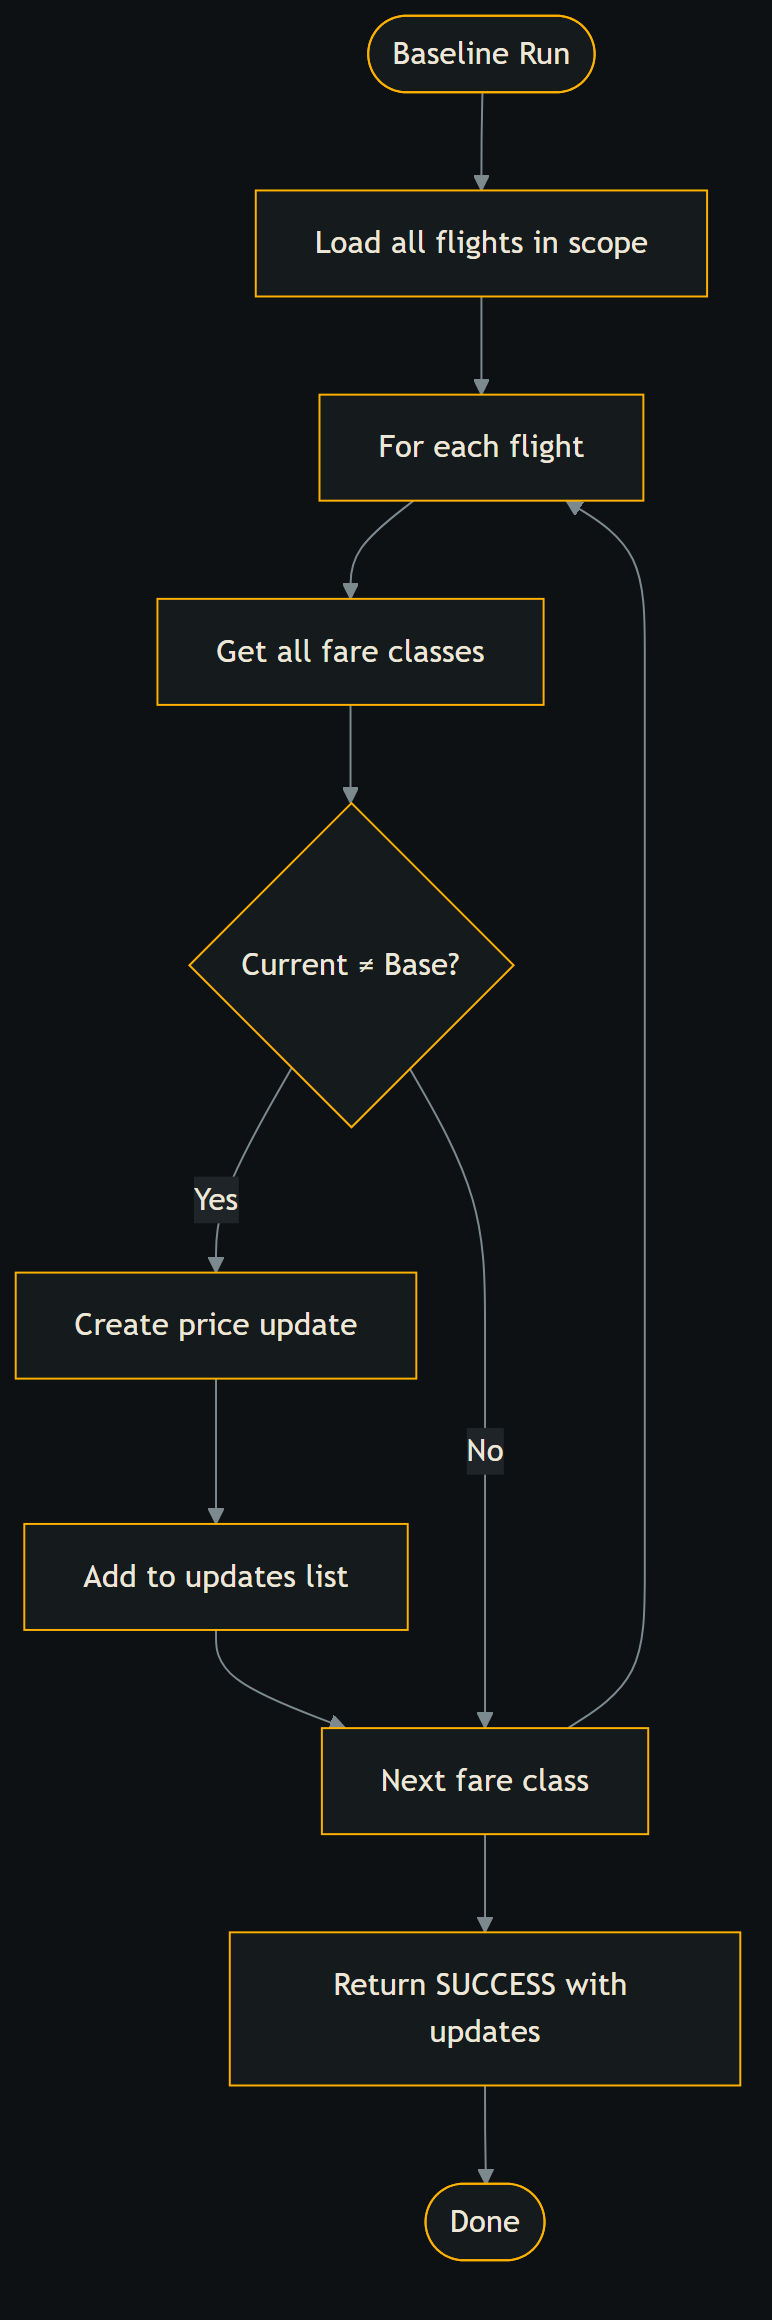 Baseline Run
Load all flights in scope
For each flight
Get all fare classes
Current ≠ Base?
Yes
Create price update
No
Add to updates list
Next fare class
Return SUCCESS with
updates
Done